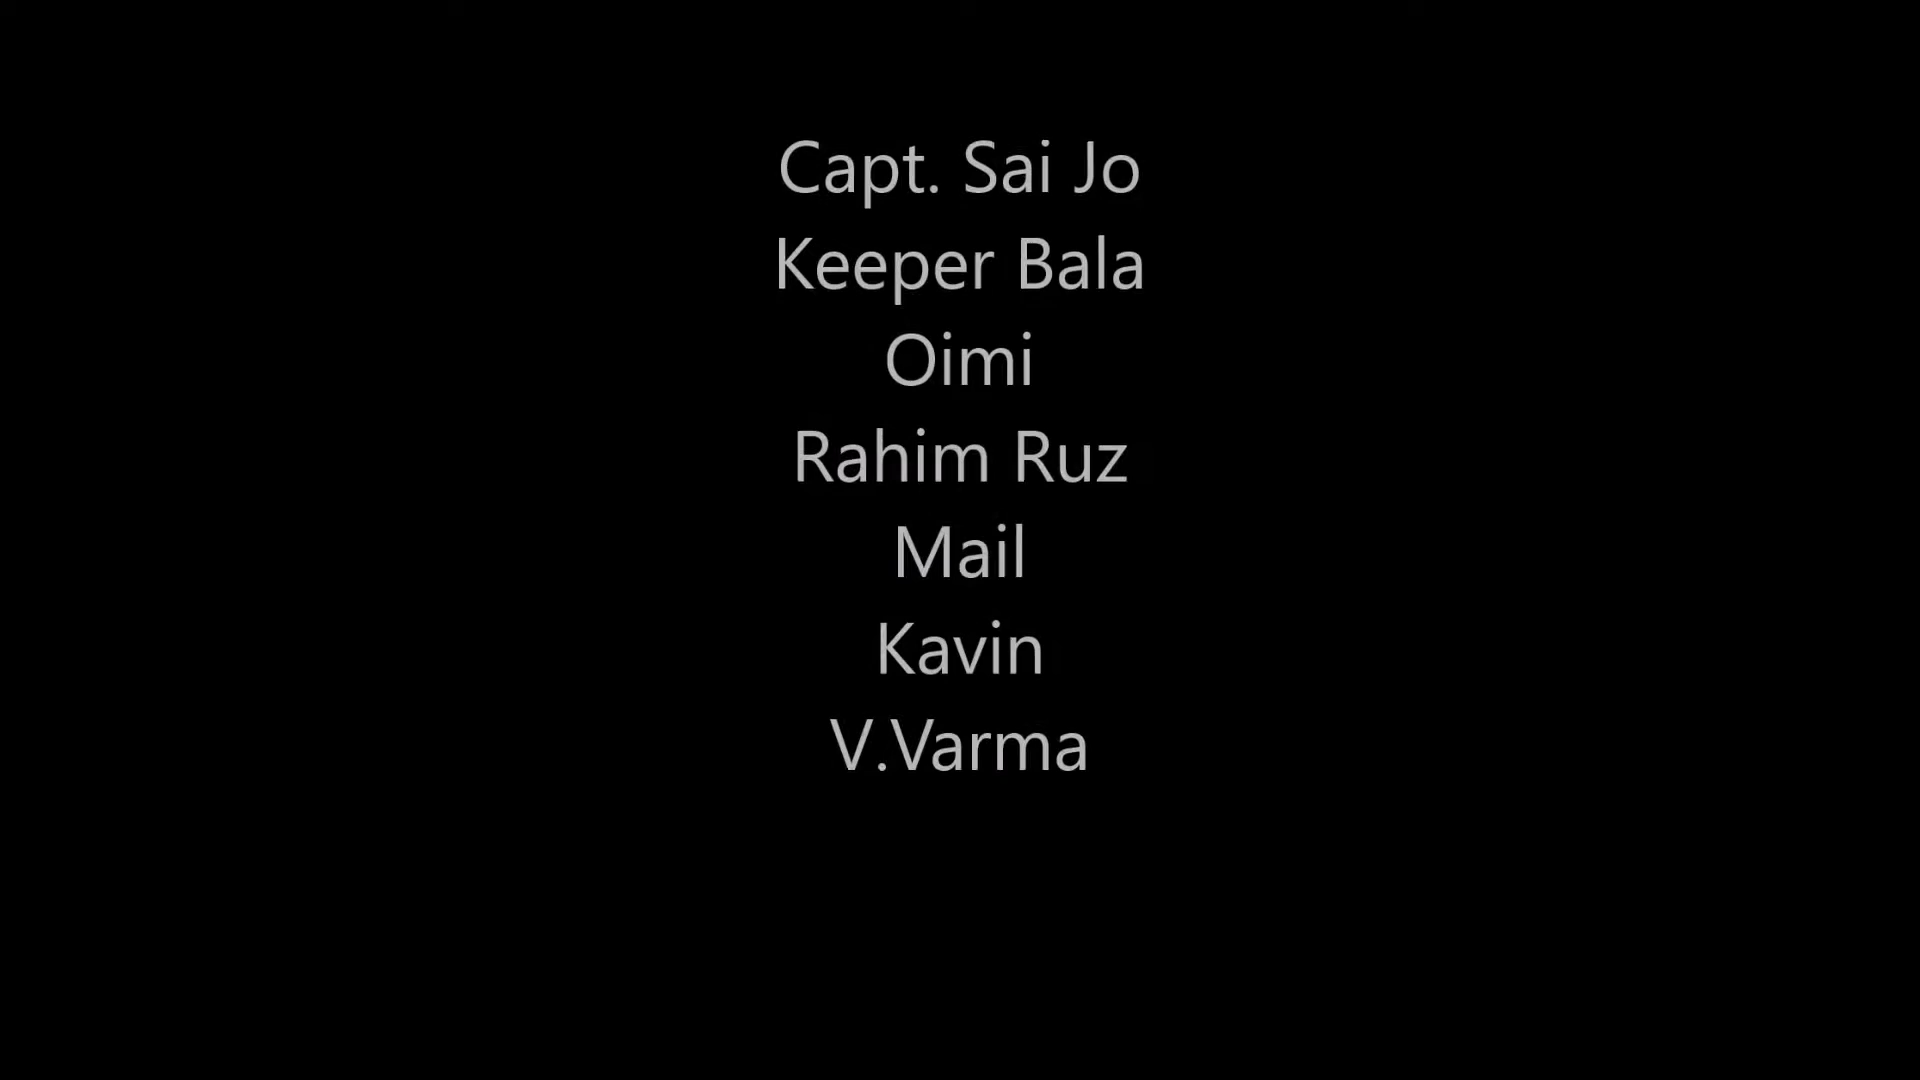 Capt. Sai Jo
Keeper Bala
Oimi
Rahim Ruz
Mail
Kavin
V.Varma